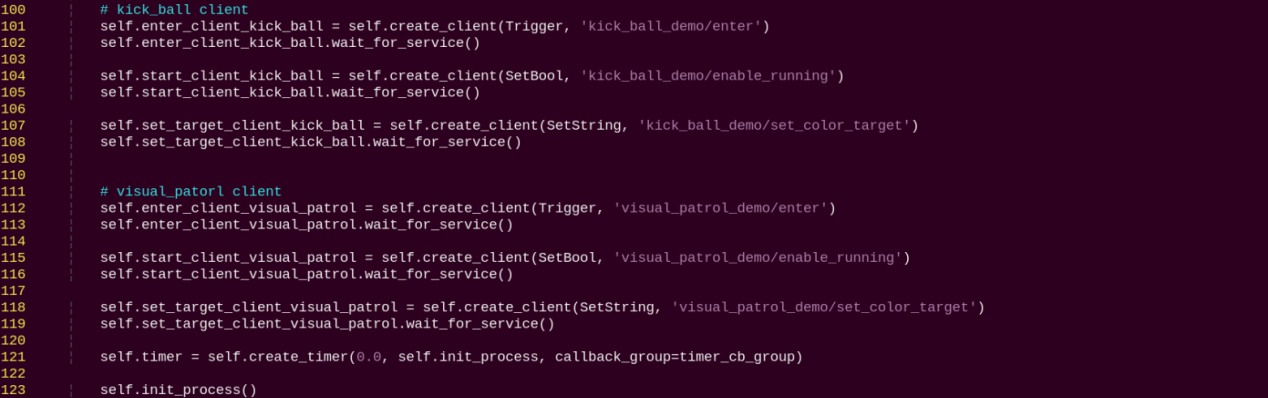 100 # kick_ball client
101 self.enter_client_kick_ball = self.create_client(Trigger, 'kick_ball_demo/enter')
102 self.enter_client_kick_ball.wait_for_service()
103
104 self.start_client_kick_ball = self.create_client(SetBool, 'kick_ball_demo/enable_running')
105 self.start_client_kick_ball.wait_for_service()
106
107 self.set_target_client_kick_ball = self.create_client(SetString, 'kick_ball_demo/set_color_target')
108 self.set_target_client_kick_ball.wait_for_service()
109
110
111 # visual_patorl client
112 self.enter_client_visual_patrol = self.create_client(Trigger, 'visual_patrol_demo/enter')
113 self.enter_client_visual_patrol.wait_for_service()
114
115 self.start_client_visual_patrol = self.create_client(SetBool, 'visual_patrol_demo/enable_running')
116 self.start_client_visual_patrol.wait_for_service()
117
118 self.set_target_client_visual_patrol = self.create_client(SetString, 'visual_patrol_demo/set_color_target')
119 self.set_target_client_visual_patrol.wait_for_service()
120
121 self.timer = self.create_timer(0.0, self.init_process, callback_group=timer_cb_group)
122
123 self.init_process()